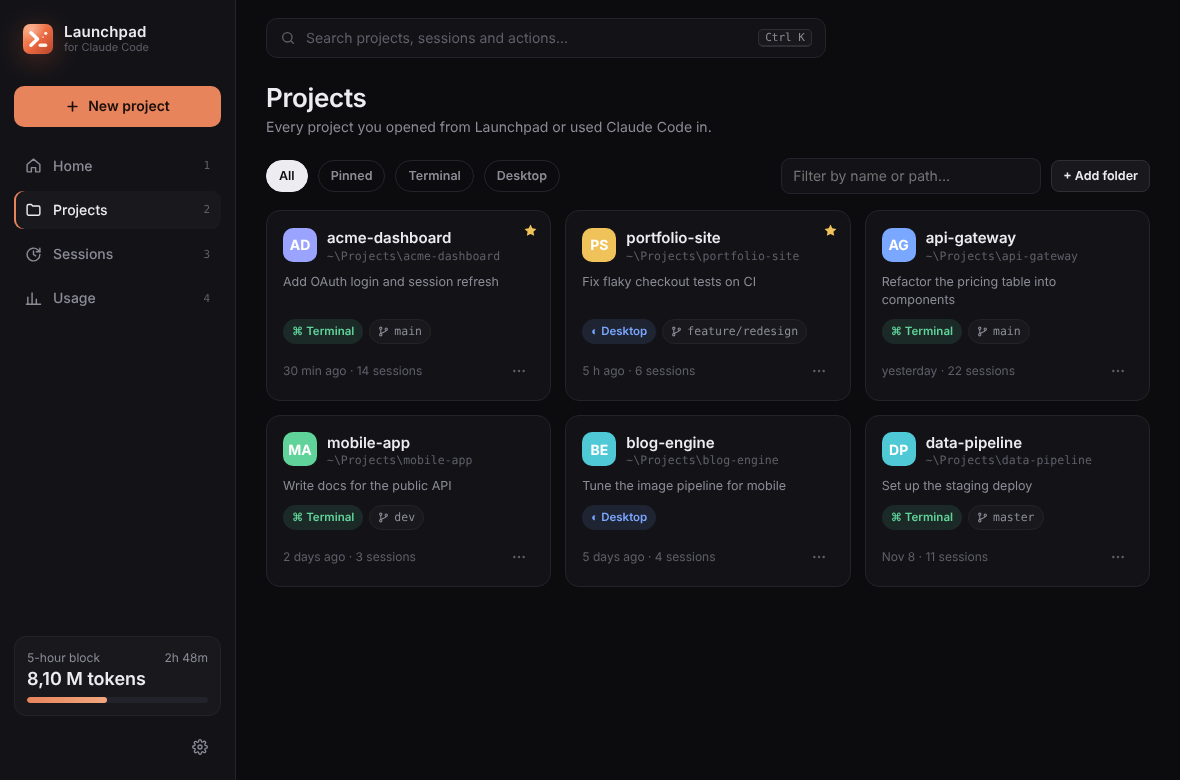 Launchpad
for Claude Code
+ New project
Home 1
Projects 2
Sessions 3
Usage 4
5-hour block 2h 48m
8,10 M tokens
Search projects, sessions and actions... Ctrl K
Projects
Every project you opened from Launchpad or used Claude Code in.
All Pinned Terminal Desktop Filter by name or path... + Add folder
AD acme-dashboard
~\Projects\acme-dashboard
Add OAuth login and session refresh
⌘ Terminal main
30 min ago · 14 sessions
PS portfolio-site
~\Projects\portfolio-site
Fix flaky checkout tests on CI
Desktop feature/redesign
5 h ago · 6 sessions
AG api-gateway
~\Projects\api-gateway
Refactor the pricing table into
components
⌘ Terminal main
yesterday · 22 sessions
MA mobile-app
~\Projects\mobile-app
Write docs for the public API
⌘ Terminal dev
2 days ago · 3 sessions
BE blog-engine
~\Projects\blog-engine
Tune the image pipeline for mobile
Desktop
5 days ago · 4 sessions
DP data-pipeline
~\Projects\data-pipeline
Set up the staging deploy
⌘ Terminal master
Nov 8 · 11 sessions